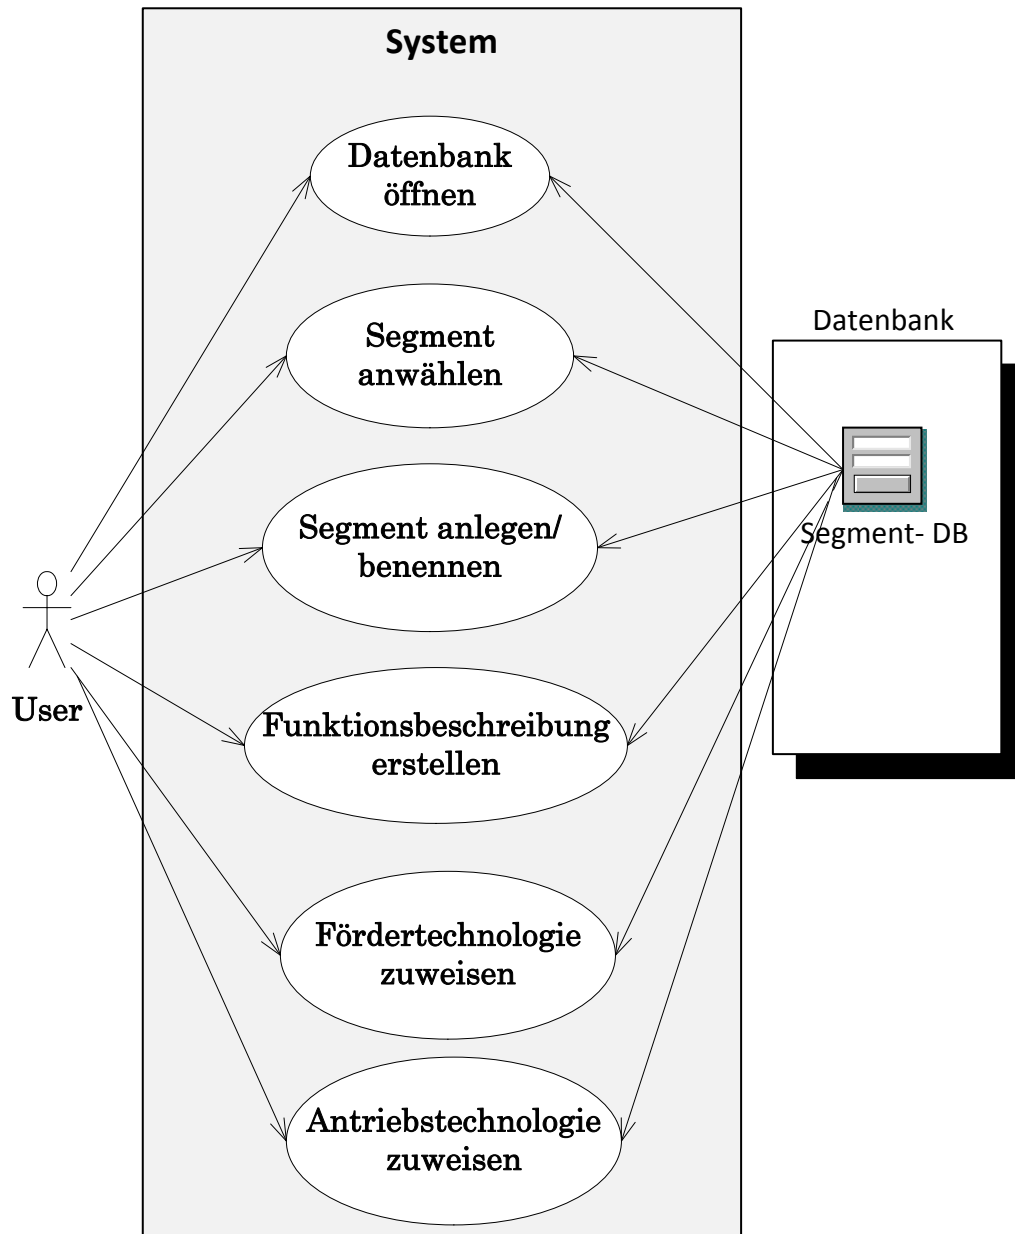 System
Datenbank
öffnen
Segment
anwählen
Datenbank
Segment anlegen/
benennen
Segment- DB
User
Funktionsbeschreibung
erstellen
Fördertechnologie
zuweisen
Antriebstechnologie
zuweisen